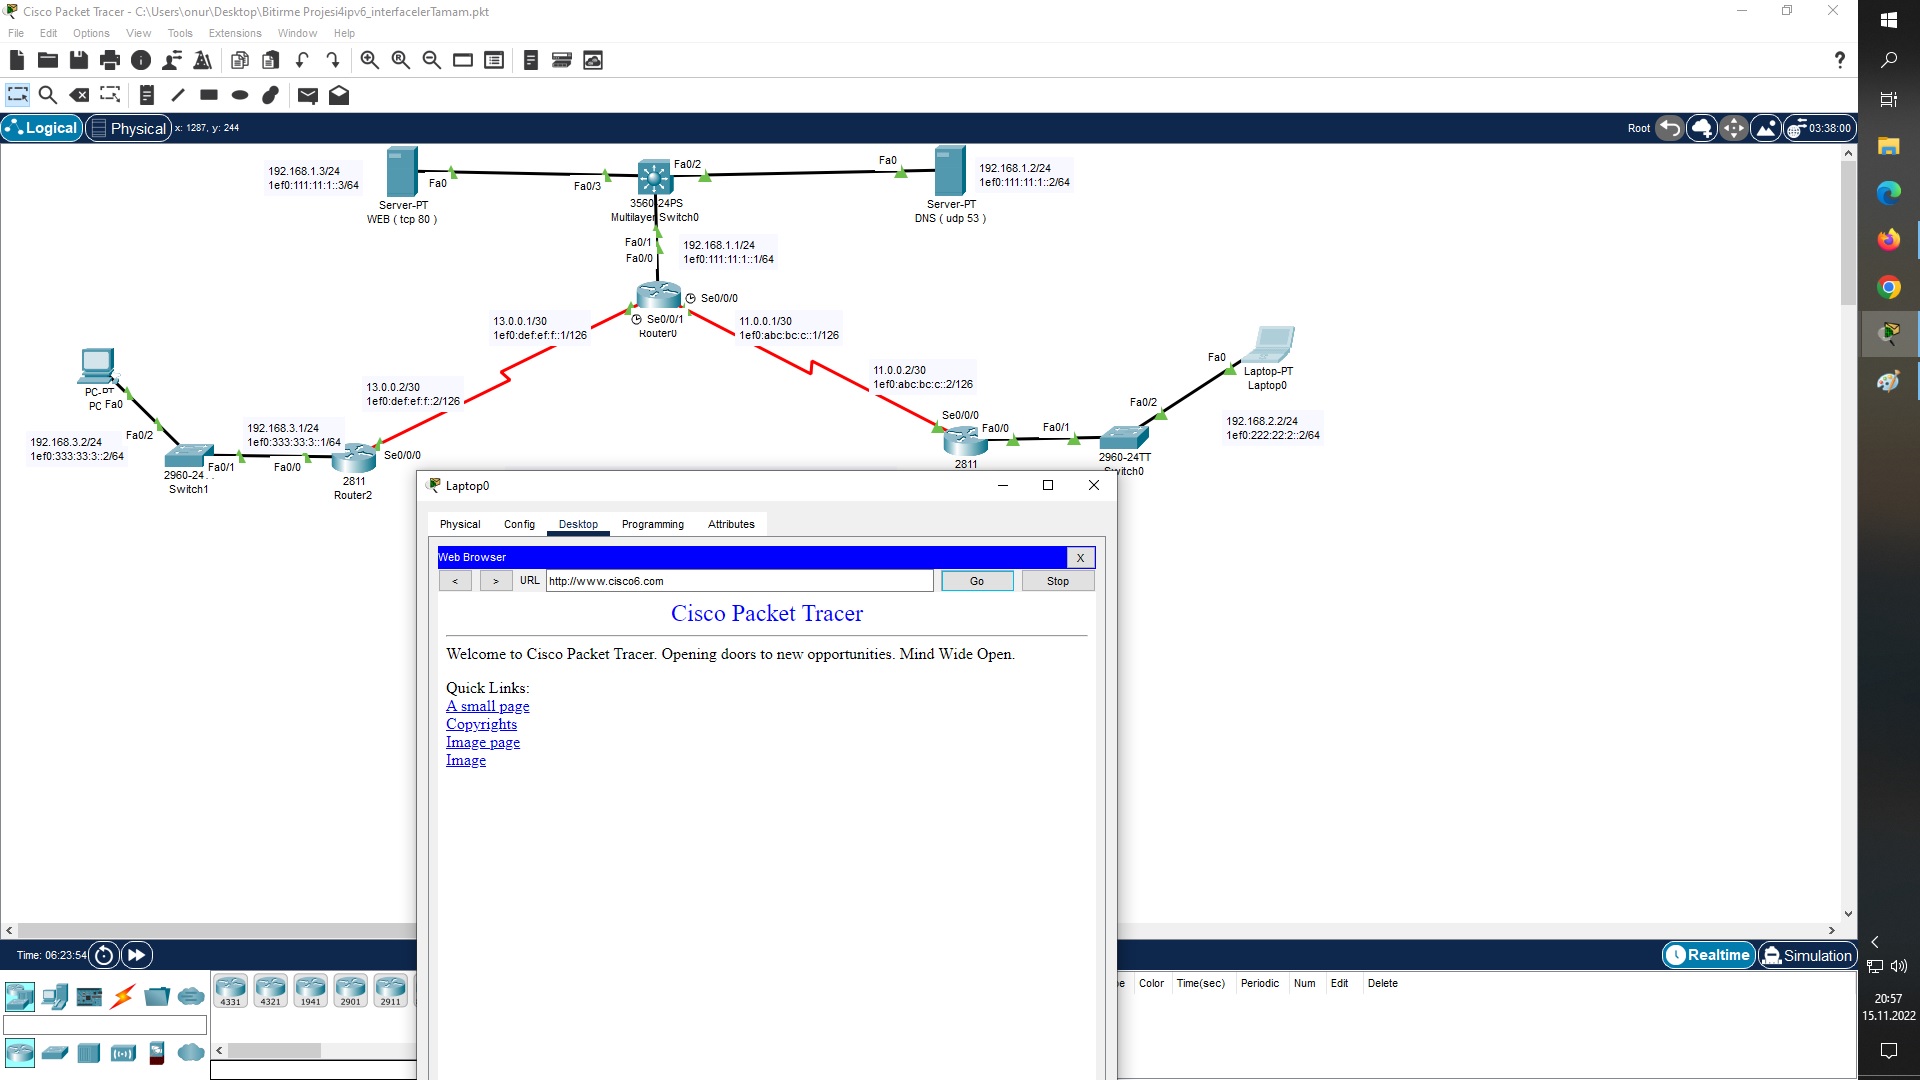 Cisco Packet Tracer - C:\Users\onur\Desktop\Bitirme Projesi4ipv6_interfacelerTamam.pkt
File Edit Options View Tools Extensions Window Help
?
Logical Physical x: 1287, y: 244
Root 03:38:00
192.168.1.3/24
1ef0:111:11:1::3/64
Fa0
Server-PT
WEB ( tcp 80 )
Fa0/3
Fa0/2
3560-24PS
Multilayer Switch0
Fa0
192.168.1.2/24
1ef0:111:11:1::2/64
Server-PT
DNS ( udp 53 )
Fa0/1
Fa0/0
192.168.1.1/24
1ef0:111:11:1::1/64
Se0/0/0
Se0/0/1
Router0
13.0.0.1/30
1ef0:def:ef:f::1/126
11.0.0.1/30
1ef0:abc:bc:c::1/126
13.0.0.2/30
1ef0:def:ef:f::2/126
11.0.0.2/30
1ef0:abc:bc:c::2/126
PC-PT
PC Fa0
Fa0/2
192.168.3.2/24
1ef0:333:33:3::2/64
192.168.3.1/24
1ef0:333:33:3::1/64
Fa0/1
Fa0/0
Se0/0/0
2960-24
Switch1
2811
Router2
Se0/0/0
Fa0/0
Fa0/1
2811
Fa0/2
2960-24TT
Switch0
Fa0
Laptop-PT
Laptop0
192.168.2.2/24
1ef0:222:22:2::2/64
Laptop0
Physical Config Desktop Programming Attributes
Web Browser X
< > URL http://www.cisco6.com Go Stop
Cisco Packet Tracer
Welcome to Cisco Packet Tracer. Opening doors to new opportunities. Mind Wide Open.
Quick Links:
A small page
Copyrights
Image page
Image
Time: 06:23:54
Realtime Simulation
4331 4321 1941 2901 2911
Color Time(sec) Periodic Num Edit Delete
20:57
15.11.2022